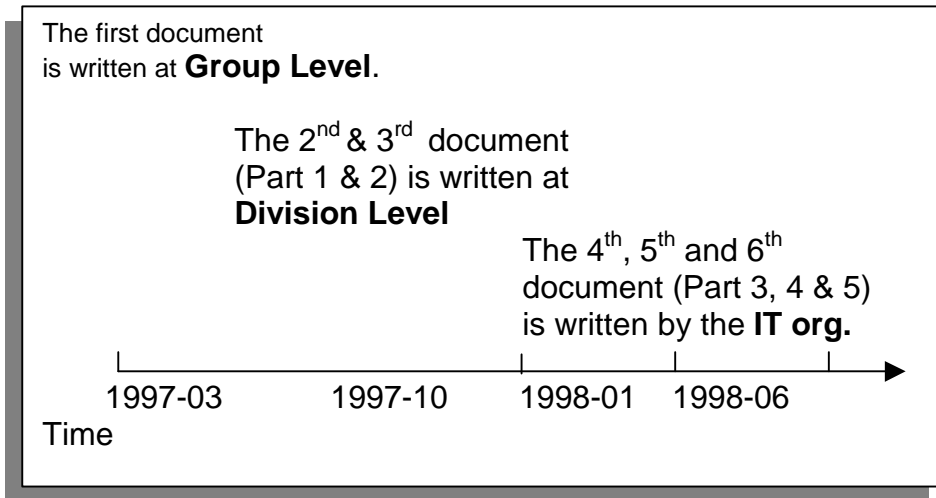 The first document
is written at Group Level.
The 2nd & 3rd document
(Part 1 & 2) is written at
Division Level
The 4th, 5th and 6th
document (Part 3, 4 & 5)
is written by the IT org.
1997-03 1997-10 1998-01 1998-06
Time